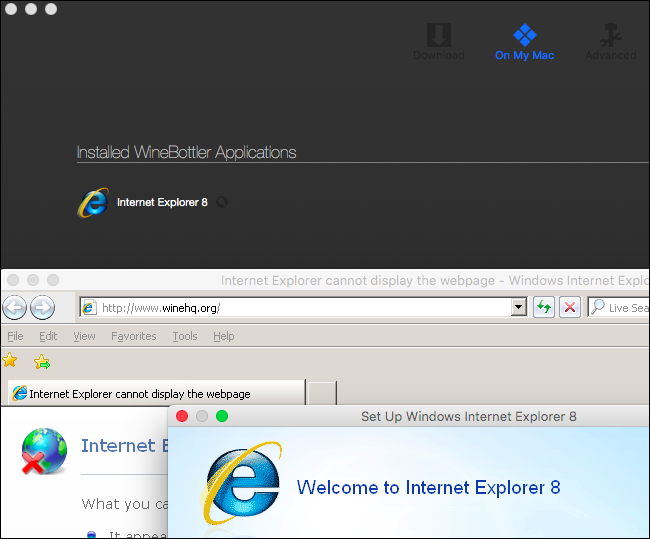 Download On My Mac Advanced
Installed WineBottler Applications
Internet Explorer 8
Internet Explorer cannot display the webpage - Windows Internet Explo
http://www.winehq.org/
Live Sea
File Edit View Favorites Tools Help
Internet Explorer cannot display the webpage
Set Up Windows Internet Explorer 8
Internet E
Welcome to Internet Explorer 8
What you ca
It appea